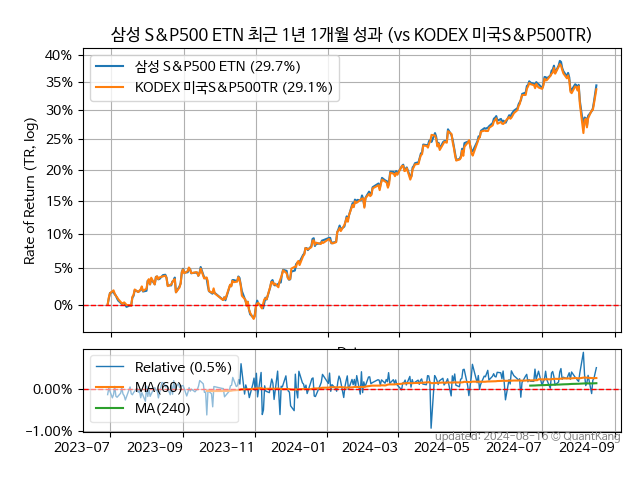 삼성 S&P500 ETN 최근 1년 1개월 성과 (vs KODEX 미국S&P500TR)
Rate of Return (TR, log)
40%
35%
30%
25%
20%
15%
10%
5%
0%
삼성 S&P500 ETN (29.7%)
KODEX 미국S&P500TR (29.1%)
0.00%
-1.00%
Relative (0.5%)
MA(60)
MA(240)
2023-07 2023-09 2023-11 2024-01 2024-03 2024-05 2024-07 2024-09
updated: 2024-08-16 © QuantKang